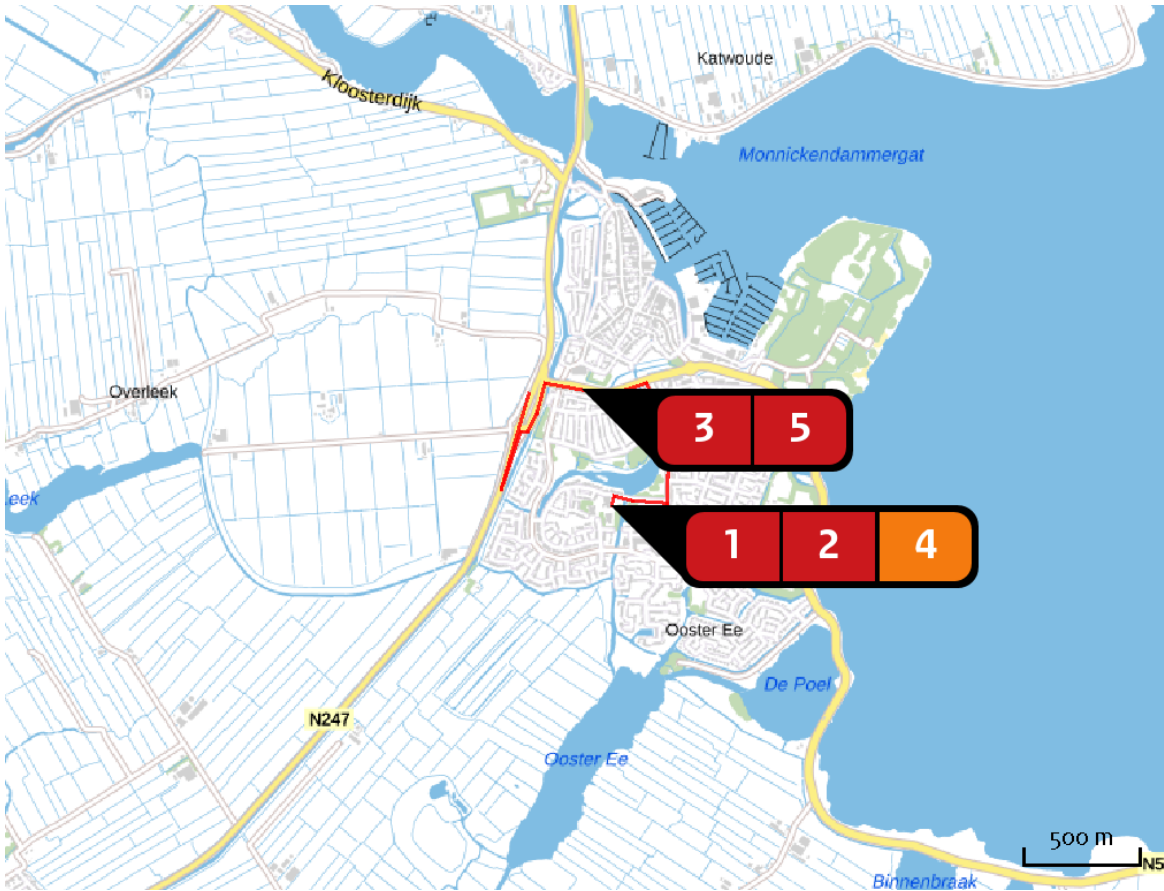 Katwoude
Kloosterdijk
Monnickendammergat
Overleek
3 5
eek
1 2 4
Ooster Ee
De Poel
N247
Ooster Ee
500 m
N5
Binnenbraak